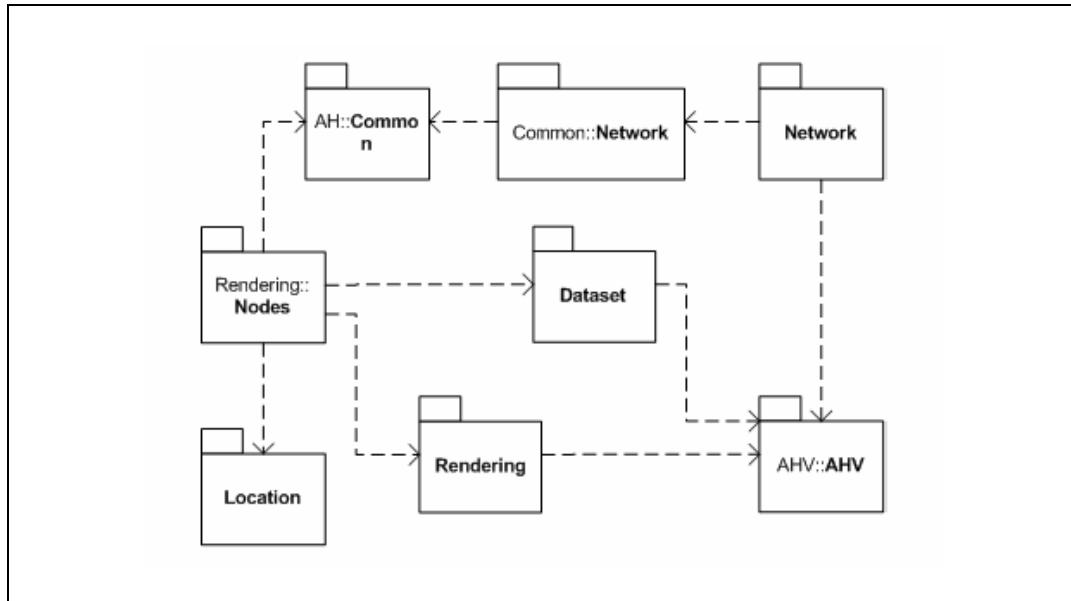 AH::Commo
n
Common::Network
Network
Rendering::
Nodes
Dataset
Location
Rendering
AHV::AHV